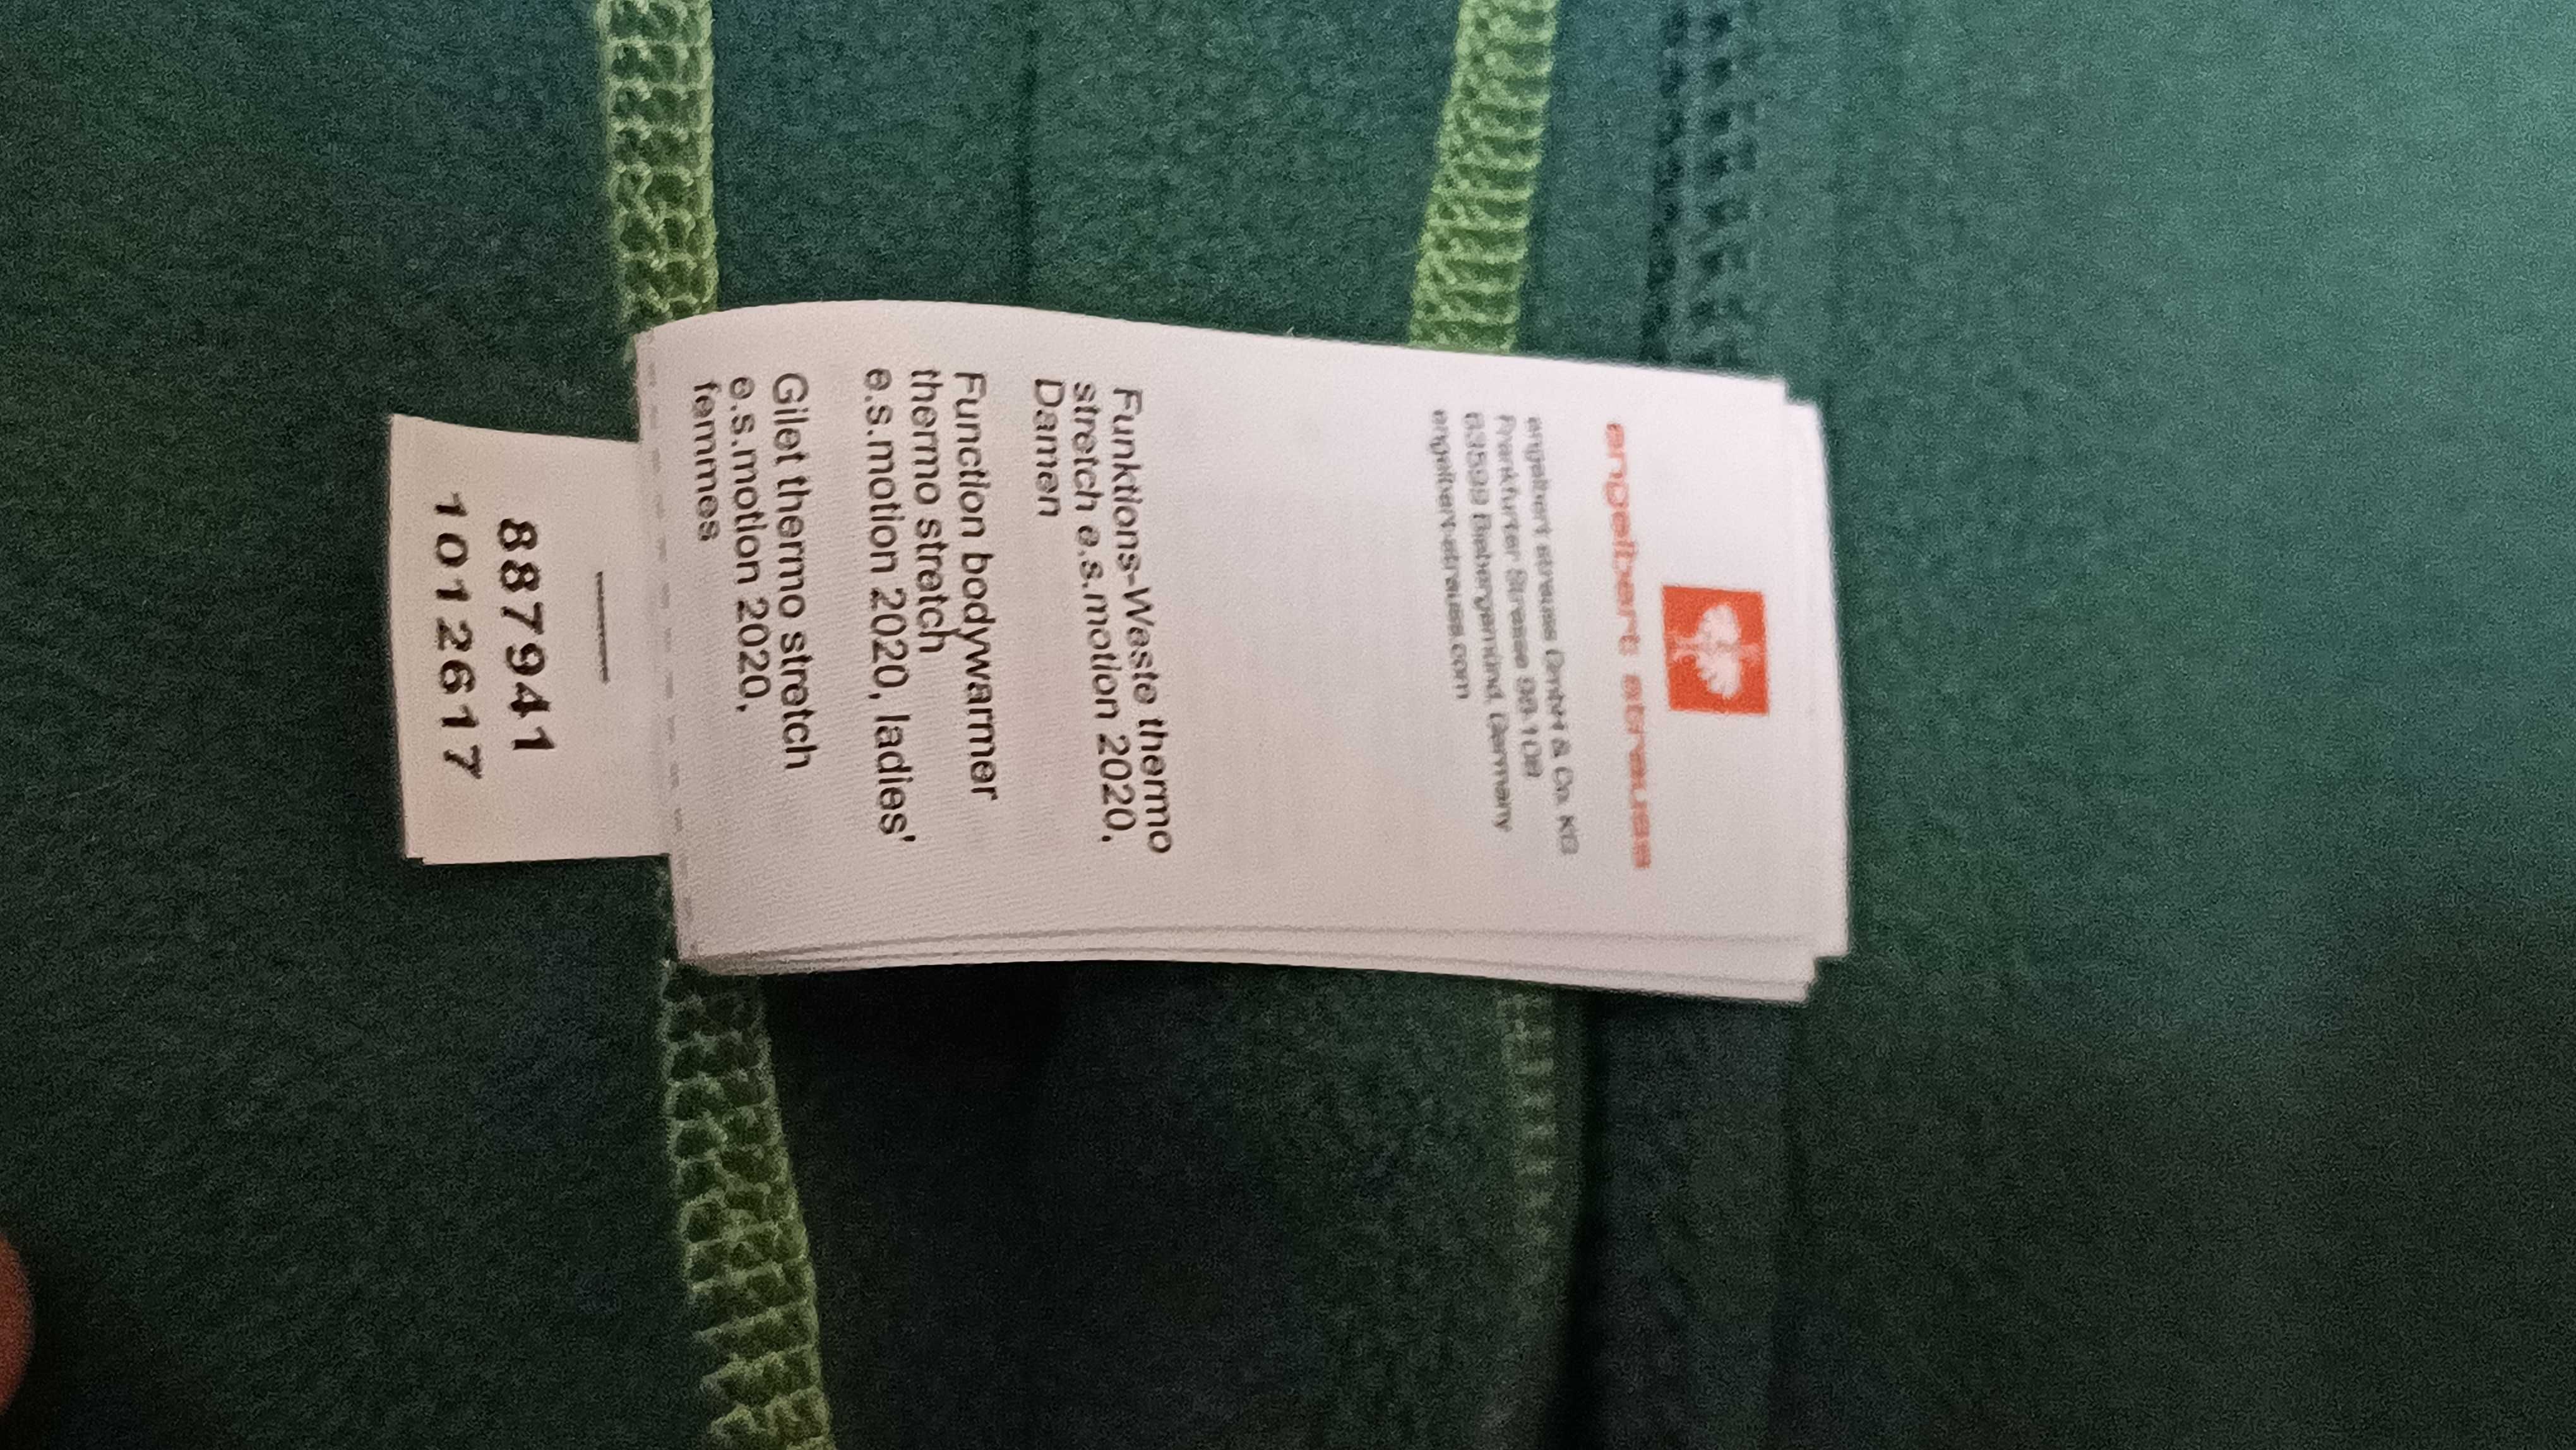 engelbert strauss
engelbert strauss GmbH & Co. KG
Frankfurter Strasse 98-108
63599 Biebergemünd, Germany
engelbert-strauss.com
Funktions-Weste thermo
stretch e.s.motion 2020,
Damen
Function bodywarmer
thermo stretch
e.s.motion 2020, ladies'
Gilet thermo stretch
e.s.motion 2020,
femmes
887941
1012617